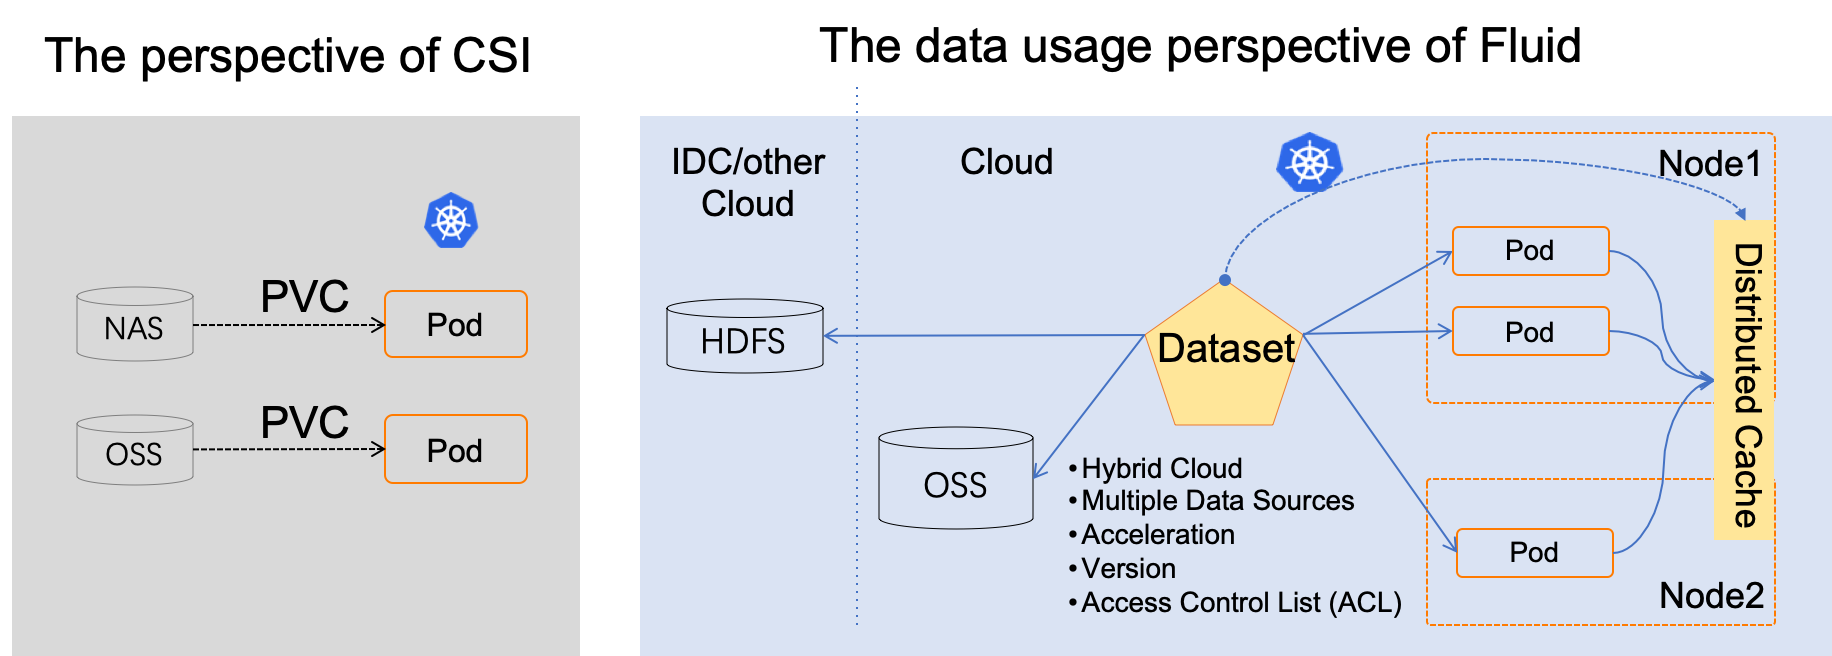 The perspective of CSI
PVC
NAS
Pod
PVC
OSS
Pod
The data usage perspective of Fluid
IDC/other
Cloud
Cloud
HDFS
OSS
Dataset
• Hybrid Cloud
• Multiple Data Sources
• Acceleration
• Version
• Access Control List (ACL)
Node1
Pod
Pod
Distributed Cache
Pod
Node2